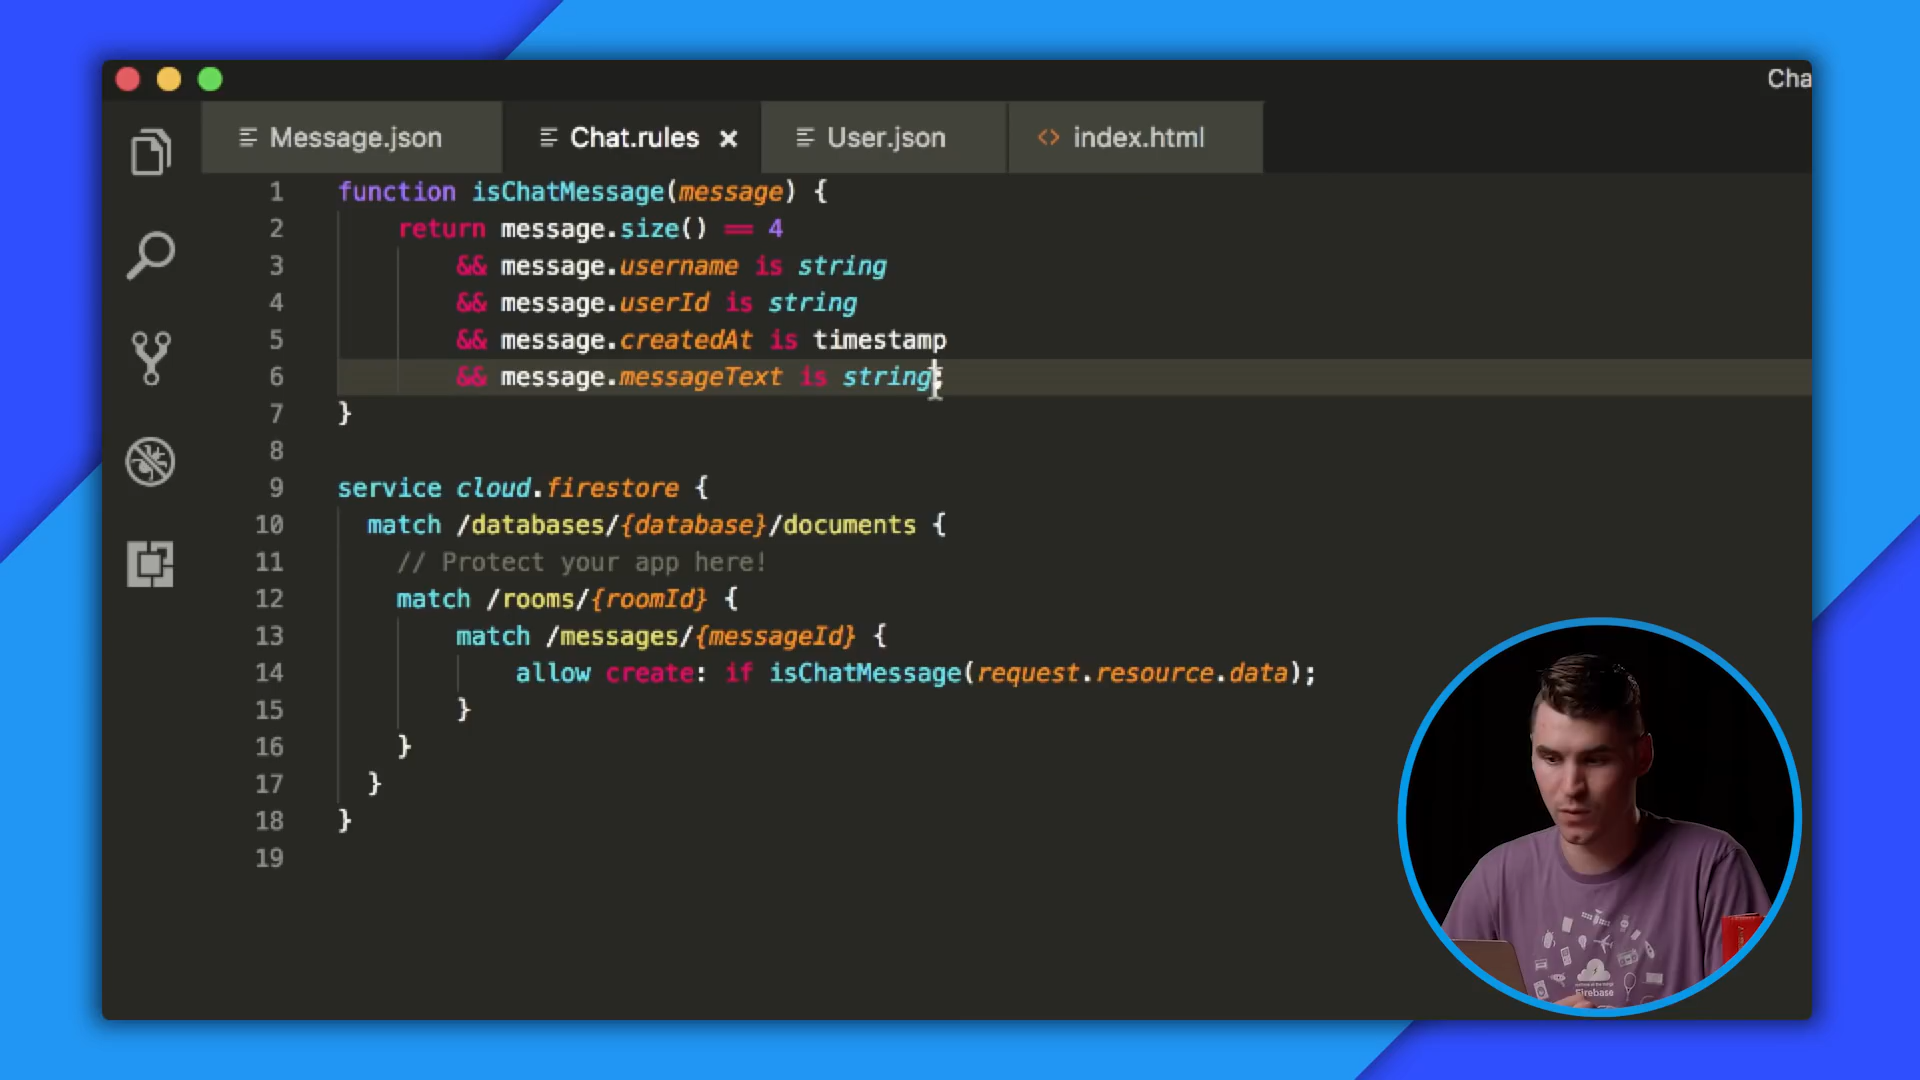 Cha
Message.json
Chat.rules
User.json
index.html
1 function isChatMessage(message) {
2 return message.size() == 4
3 && message.username is string
4 && message.userId is string
5 && message.createdAt is timestamp
6 && message.messageText is string;
7 }
8
9 service cloud.firestore {
10 match /databases/{database}/documents {
11 // Protect your app here!
12 match /rooms/{roomId} {
13 match /messages/{messageId} {
14 allow create: if isChatMessage(request.resource.data);
15 }
16 }
17 }
18 }
19
Firebase